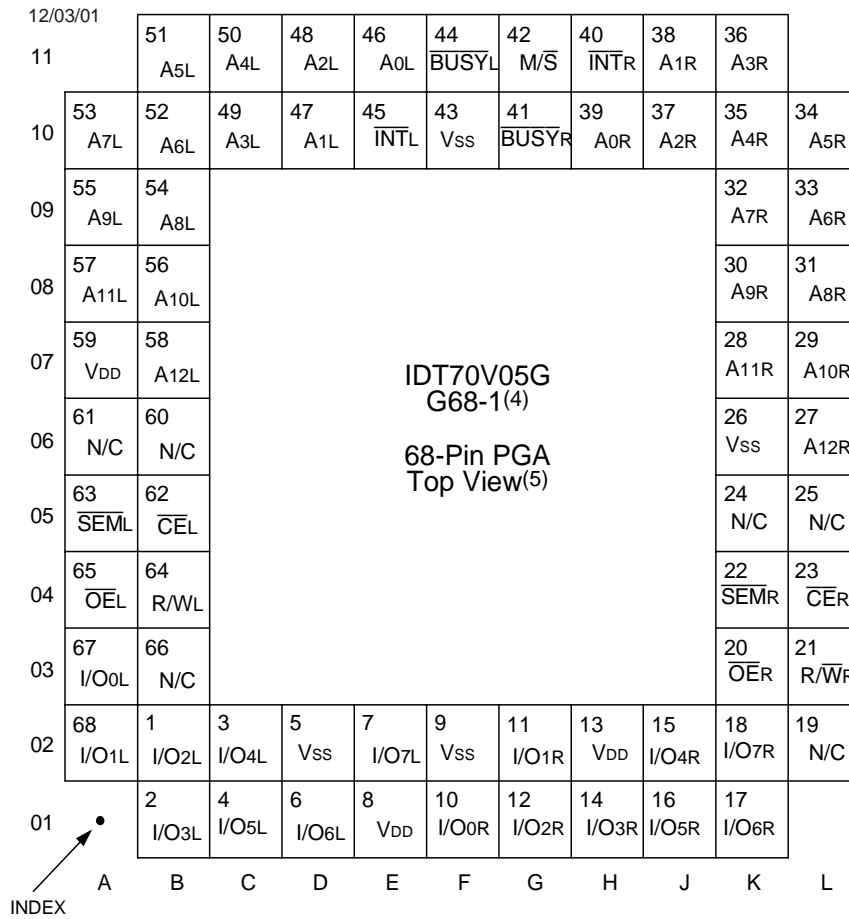 12/03/01
11 51 50 48 46 44 42 40 38 36
A5L A4L A2L A0L BUSYL M/S INTR A1R A3R
10 53 52 49 47 45 43 41 39 37 35 34
A7L A6L A3L A1L INTL VSS BUSYR A0R A2R A4R A5R
09 55 54 32 33
A9L A8L A7R A6R
08 57 56 30 31
A11L A10L A9R A8R
07 59 58 28 29
VDD A12L A11R A10R
IDT70V05G
G68-1(4)
68-Pin PGA
Top View(5)
06 61 60 26 27
N/C N/C VSS A12R
05 63 62 24 25
SEML CEL N/C N/C
04 65 64 22 23
OEL R/WL SEMR CER
03 67 66 20 21
I/O0L N/C OER R/WR
02 68 1 3 5 7 9 11 13 15 18 19
I/O1L I/O2L I/O4L VSS I/O7L VSS I/O1R VDD I/O4R I/O7R N/C
01 2 4 6 8 10 12 14 16 17
I/O3L I/O5L I/O6L VDD I/O0R I/O2R I/O3R I/O5R I/O6R
A B C D E F G H J K L
INDEX